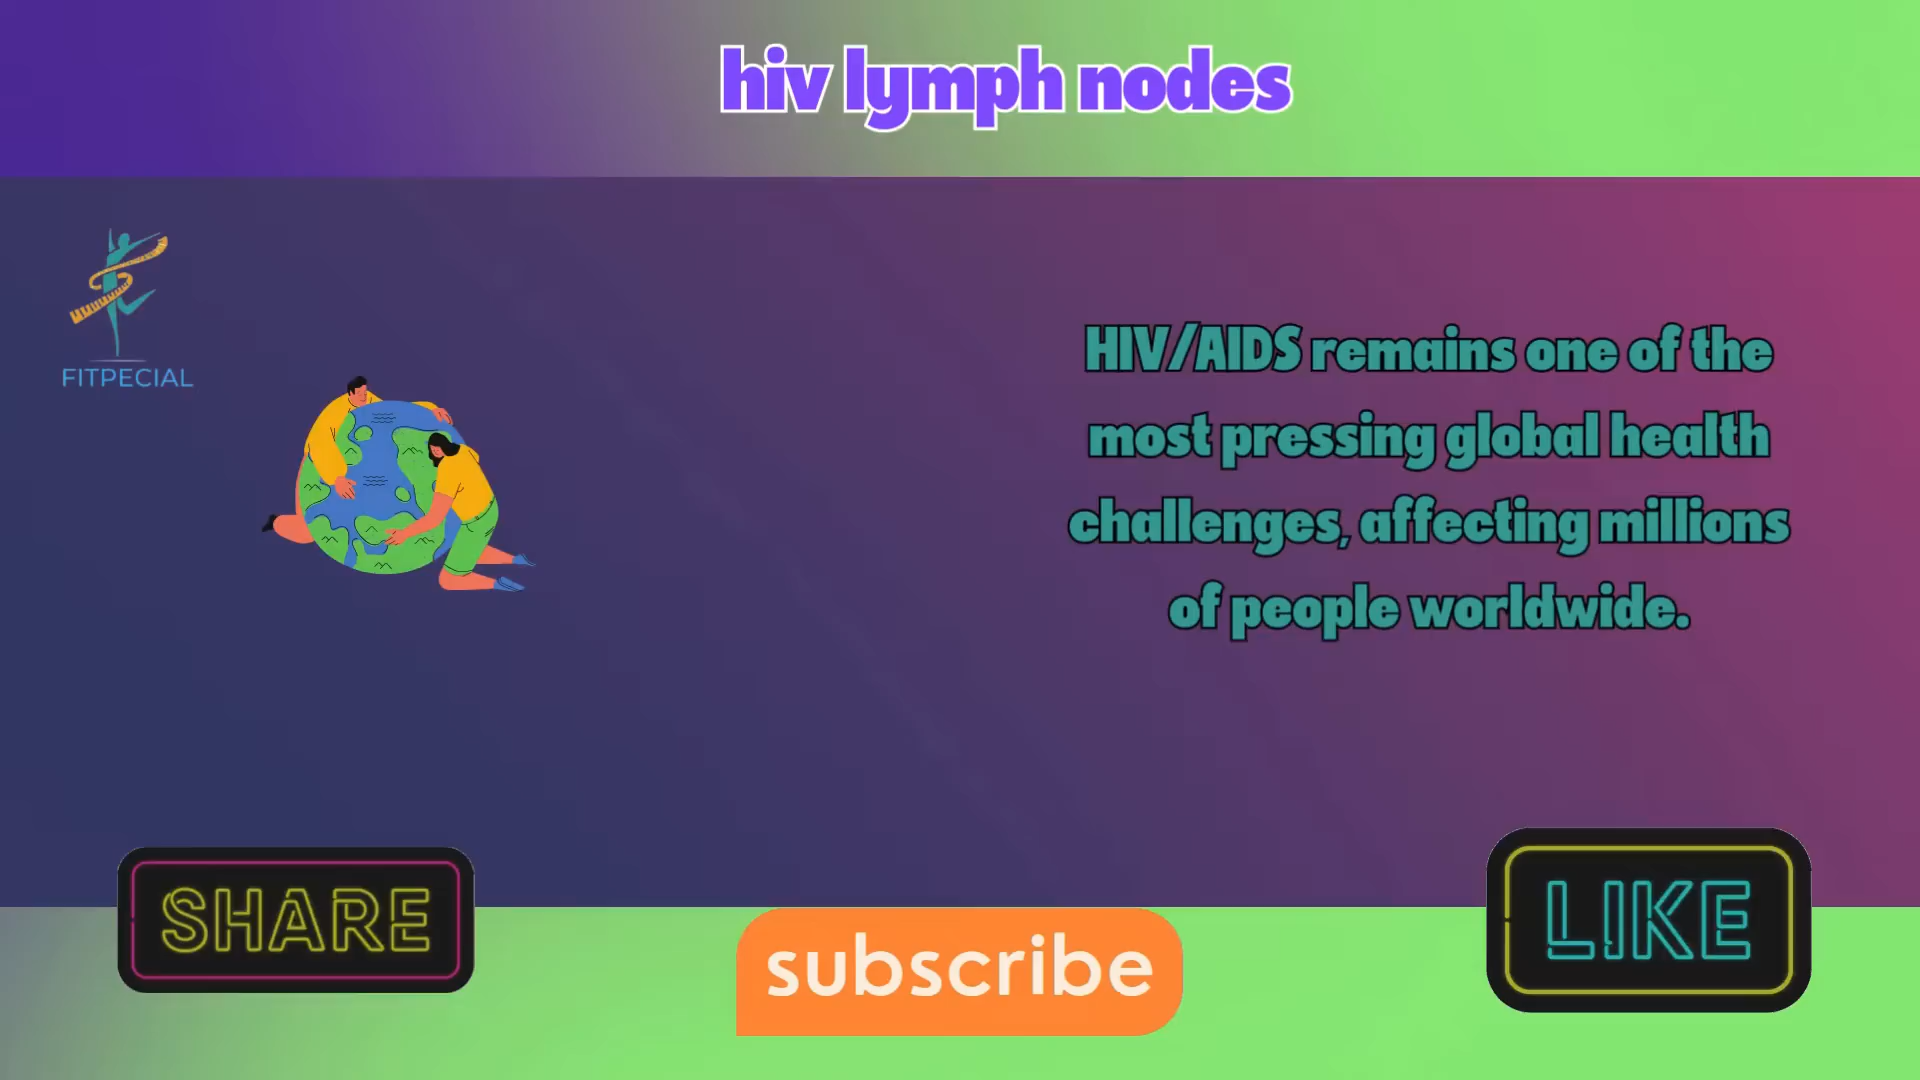 hiv lymph nodes
FITPECIAL
HIV/AIDS remains one of the
most pressing global health
challenges, affecting millions
of people worldwide.
SHARE
subscribe
LIKE